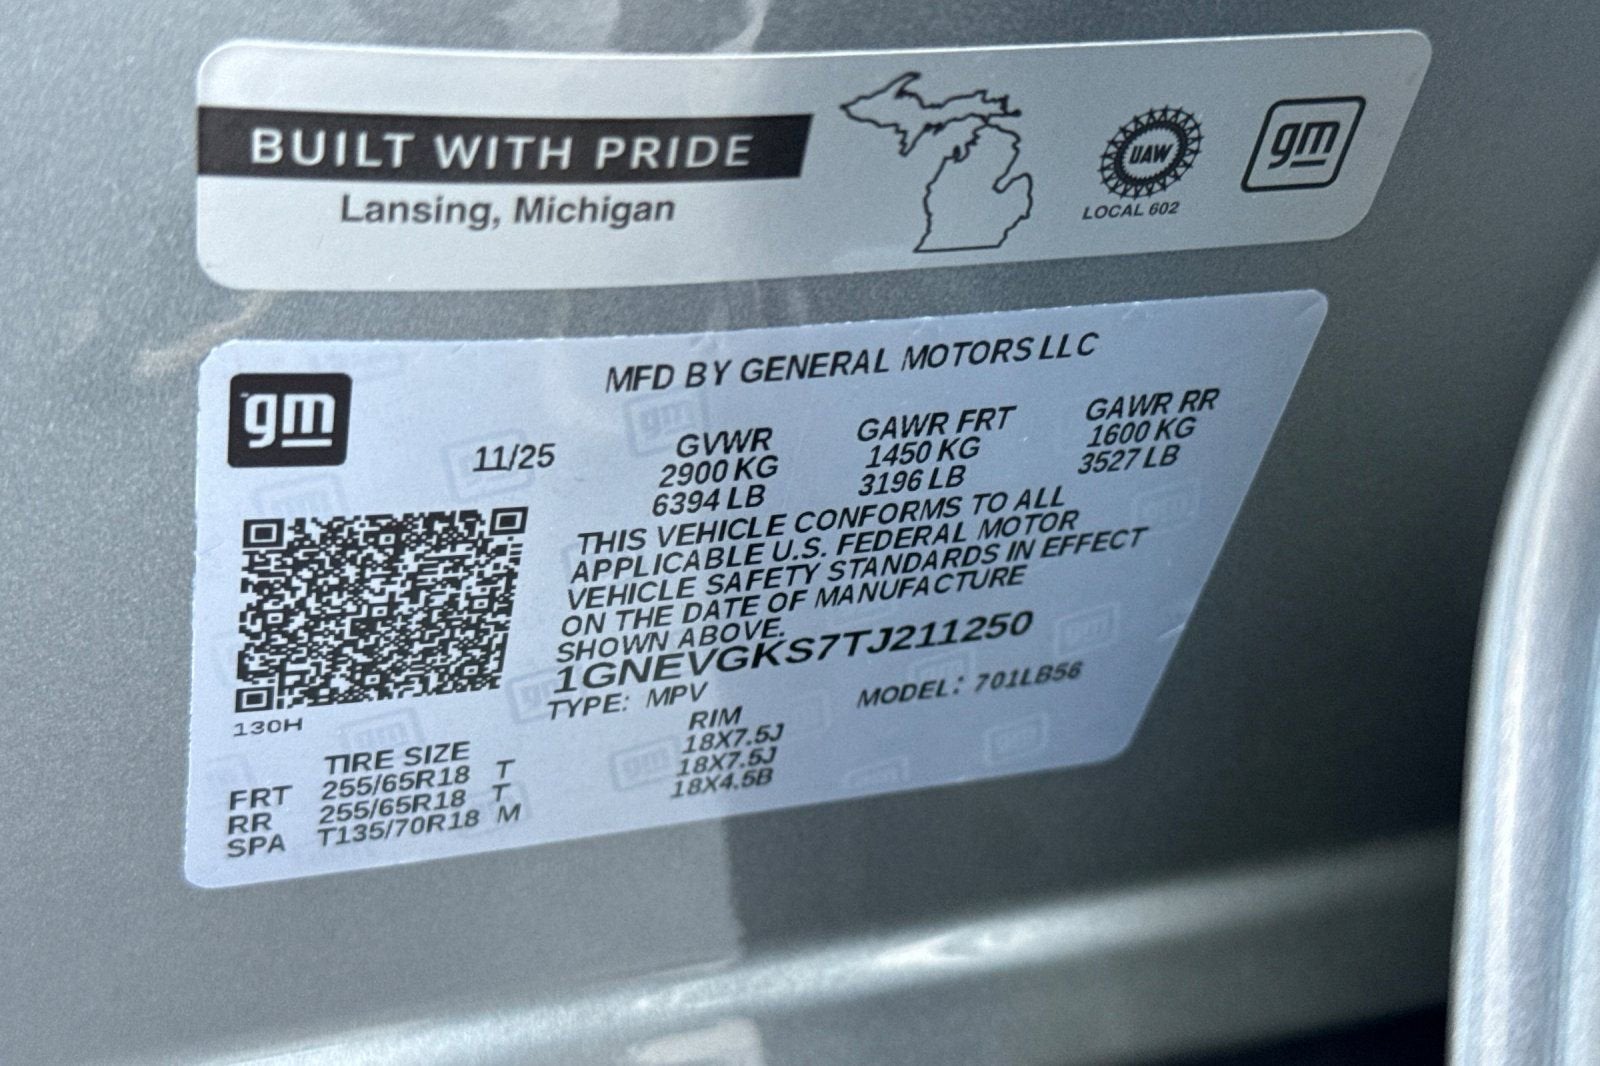 BUILT WITH PRIDE
Lansing, Michigan
UAW
LOCAL 602
gm
gm
MFD BY GENERAL MOTORS LLC
11/25
GVWR GAWR FRT GAWR RR
2900 KG 1450 KG 1600 KG
6394 LB 3196 LB 3527 LB
THIS VEHICLE CONFORMS TO ALL
APPLICABLE U.S. FEDERAL MOTOR
VEHICLE SAFETY STANDARDS IN EFFECT
ON THE DATE OF MANUFACTURE
SHOWN ABOVE.
1GNEVGKS7TJ211250
TYPE: MPV MODEL: 701LB56
130H
TIRE SIZE RIM
FRT 255/65R18 T 18X7.5J
RR 255/65R18 T 18X7.5J
SPA T135/70R18 M 18X4.5B